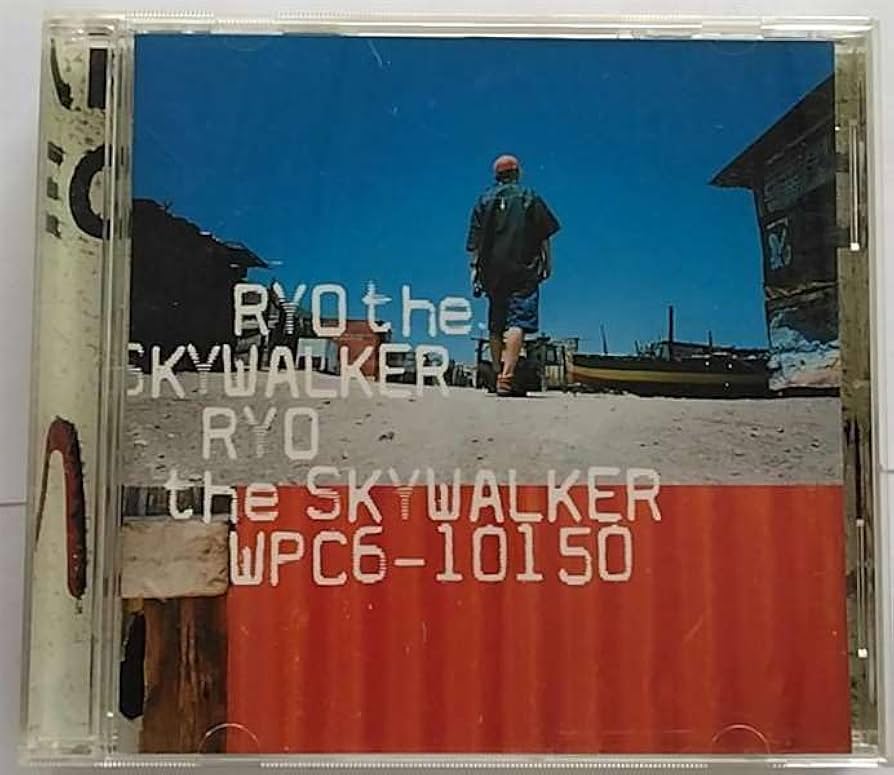 RYO the
SKYWALKER
RYO
the SKYWALKER
WPC6-10150